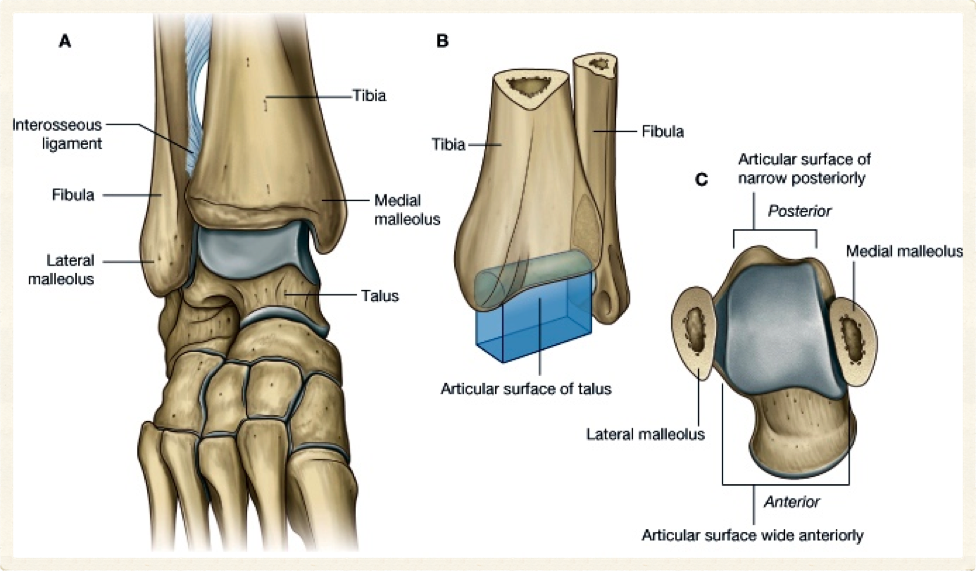 A
Tibia
Interosseous
ligament
Fibula
Medial
malleolus
Lateral
malleolus
Talus
B
Tibia
Fibula
Articular surface of talus
C
Articular surface of
narrow posteriorly
Posterior
Medial malleolus
Lateral malleolus
Anterior
Articular surface wide anteriorly